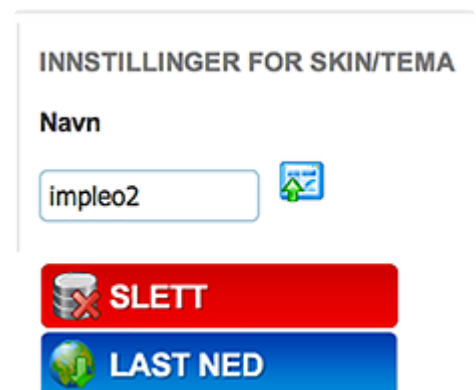 INNSTILLINGER FOR SKIN/TEMA
Navn
impleo2
SLETT
LAST NED